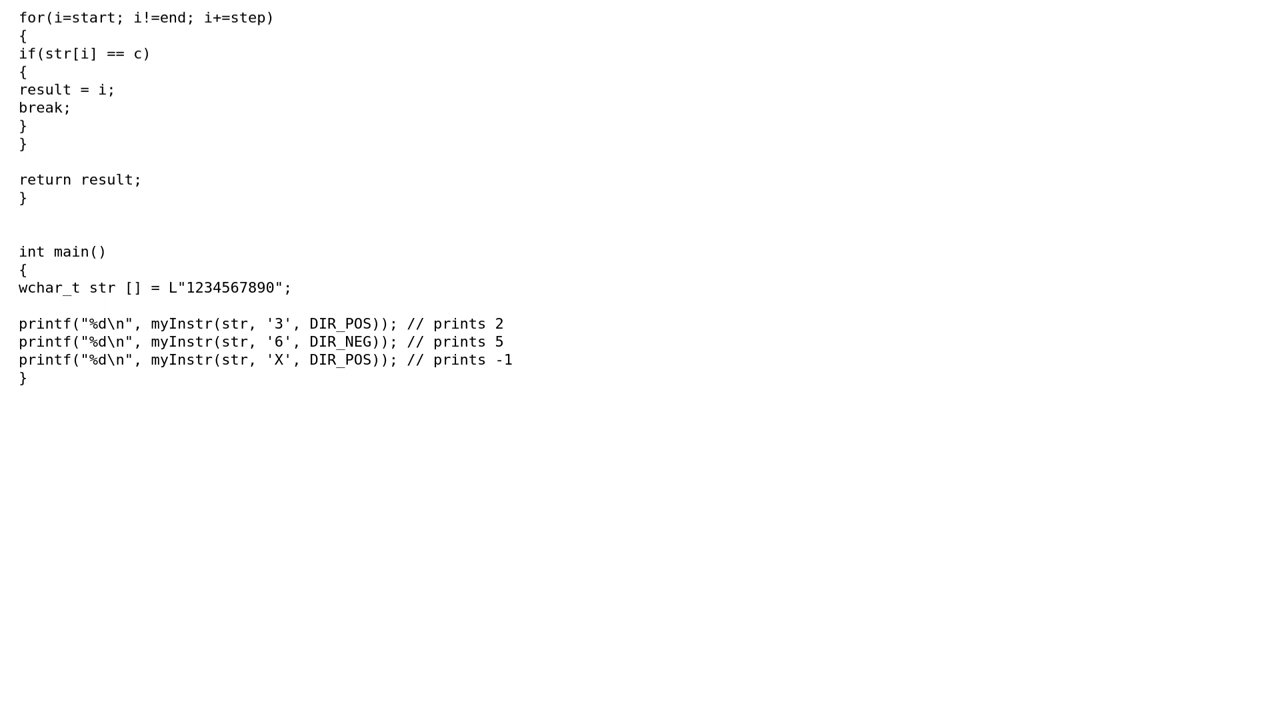 for(i=start; i!=end; i+=step)
{
if(str[i] == c)
{
result = i;
break;
}
}

return result;
}


int main()
{
wchar_t str [] = L"1234567890";

printf("%d\n", myInstr(str, '3', DIR_POS)); // prints 2
printf("%d\n", myInstr(str, '6', DIR_NEG)); // prints 5
printf("%d\n", myInstr(str, 'X', DIR_POS)); // prints -1
}